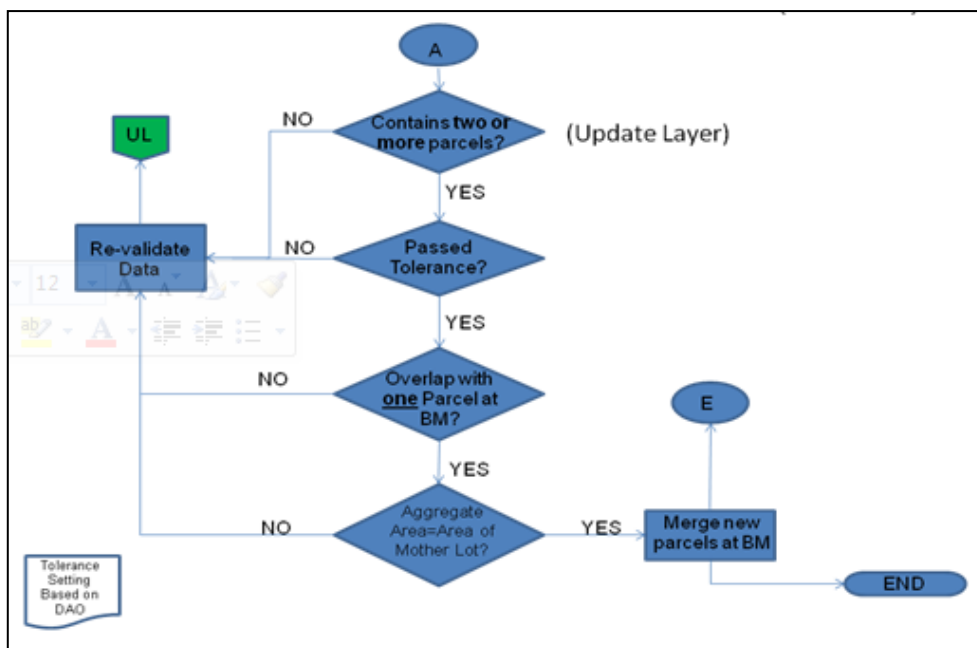 A
NO
Contains two or
more parcels?
(Update Layer)
UL
YES
Re-validate
Data
NO
Passed
Tolerance?
12
A
A
A
YES
ab
A
NO
Overlap with
one Parcel at
BM?
E
YES
NO
Aggregate
Area=Area of
Mother Lot?
YES
Merge new
parcels at BM
Tolerance
Setting
Based on
DAO
END